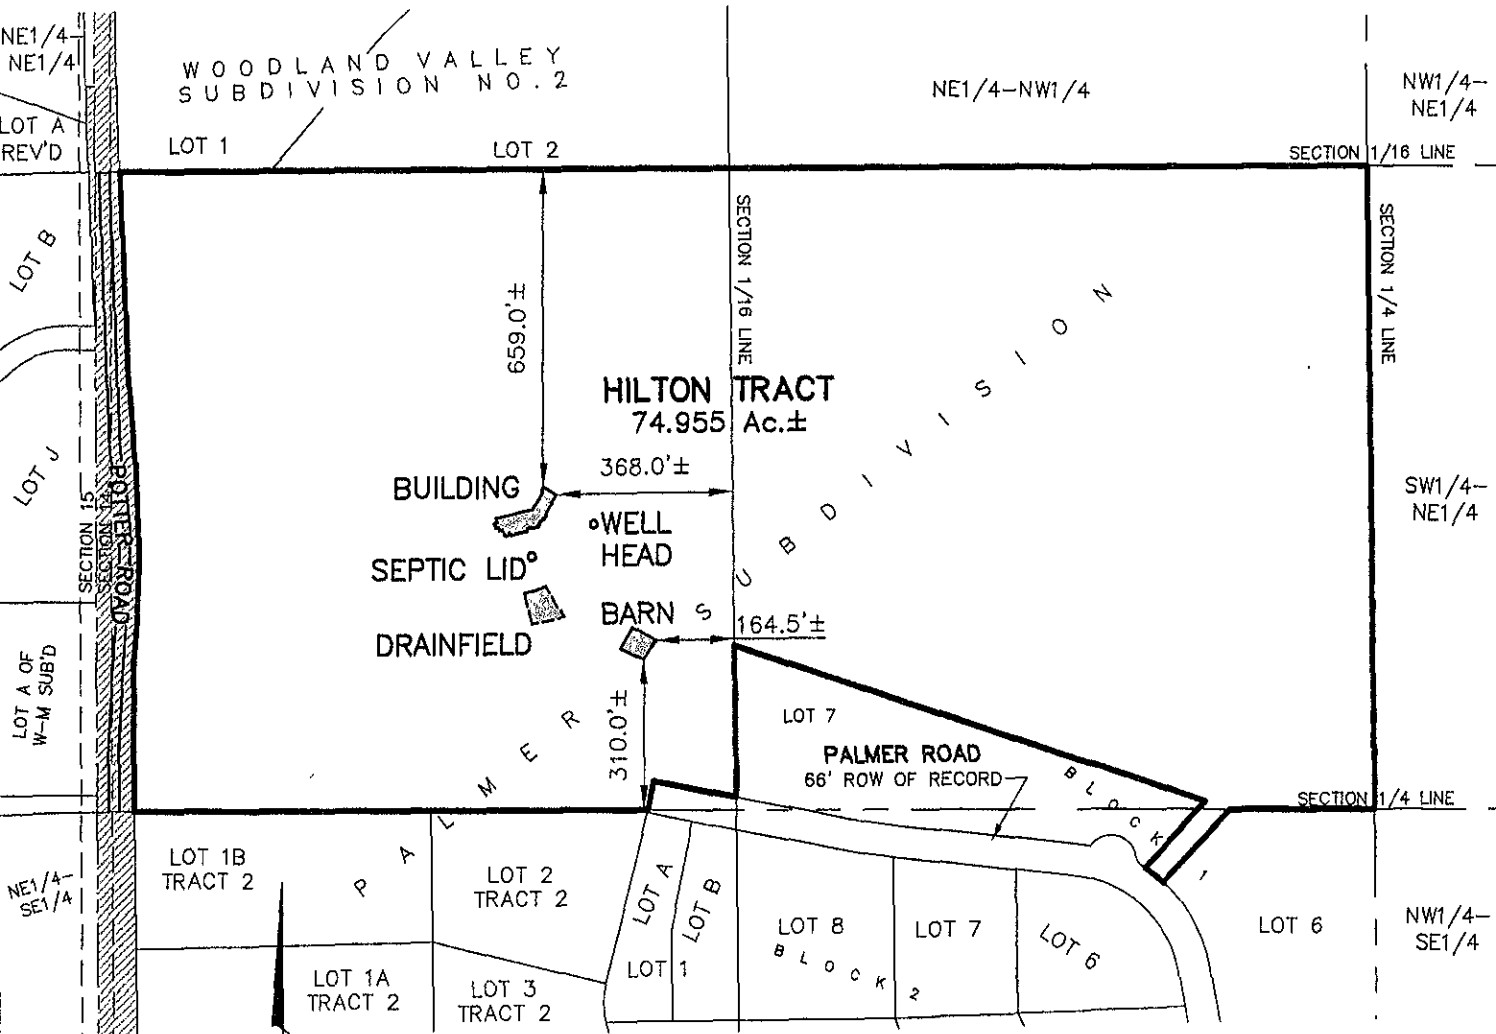 NE1/4-
NE1/4
WOODLAND VALLEY
SUBDIVISION NO.2
NE1/4-NW1/4
NW1/4-
NE1/4
LOT A
REV'D
LOT 1
LOT 2
SECTION 1/16 LINE
LOT B
SECTION 1/16 LINE
SECTION 1/4 LINE
659.0'±
HILTON TRACT
74.955 Ac.±
368.0'±
LOT J
BUILDING
WELL
HEAD
SEPTIC LID
DRAINFIELD
BARN
164.5'±
310.0'±
SECTION 15
SECTION 14
POTTER ROAD
SW1/4-
NE1/4
LOT A OF
W-M SUB'D
PALMER SUBDIVISION
LOT 7
PALMER ROAD
66' ROW OF RECORD
BLOCK 1
SECTION 1/4 LINE
NE1/4-
SE1/4
LOT 1B
TRACT 2
LOT 2
TRACT 2
LOT A
LOT B
LOT 1
LOT 8
LOT 7
LOT 6
BLOCK 2
LOT 6
NW1/4-
SE1/4
LOT 1A
TRACT 2
LOT 3
TRACT 2